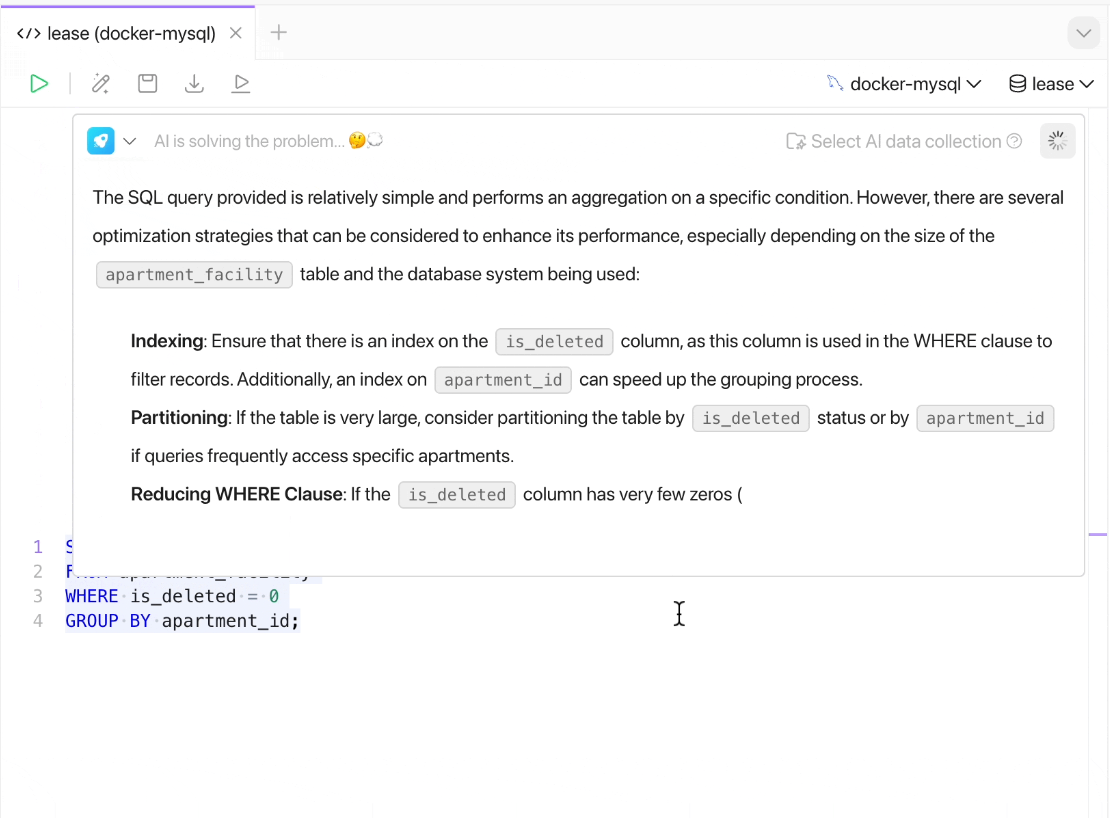 </> lease (docker-mysql)
docker-mysql lease
AI is solving the problem... 🤔💭 Select AI data collection
The SQL query provided is relatively simple and performs an aggregation on a specific condition. However, there are several
optimization strategies that can be considered to enhance its performance, especially depending on the size of the
apartment_facility table and the database system being used:
Indexing: Ensure that there is an index on the is_deleted column, as this column is used in the WHERE clause to
filter records. Additionally, an index on apartment_id can speed up the grouping process.
Partitioning: If the table is very large, consider partitioning the table by is_deleted status or by apartment_id
if queries frequently access specific apartments.
Reducing WHERE Clause: If the is_deleted column has very few zeros (
1
2
3 WHERE is_deleted = 0
4 GROUP BY apartment_id;